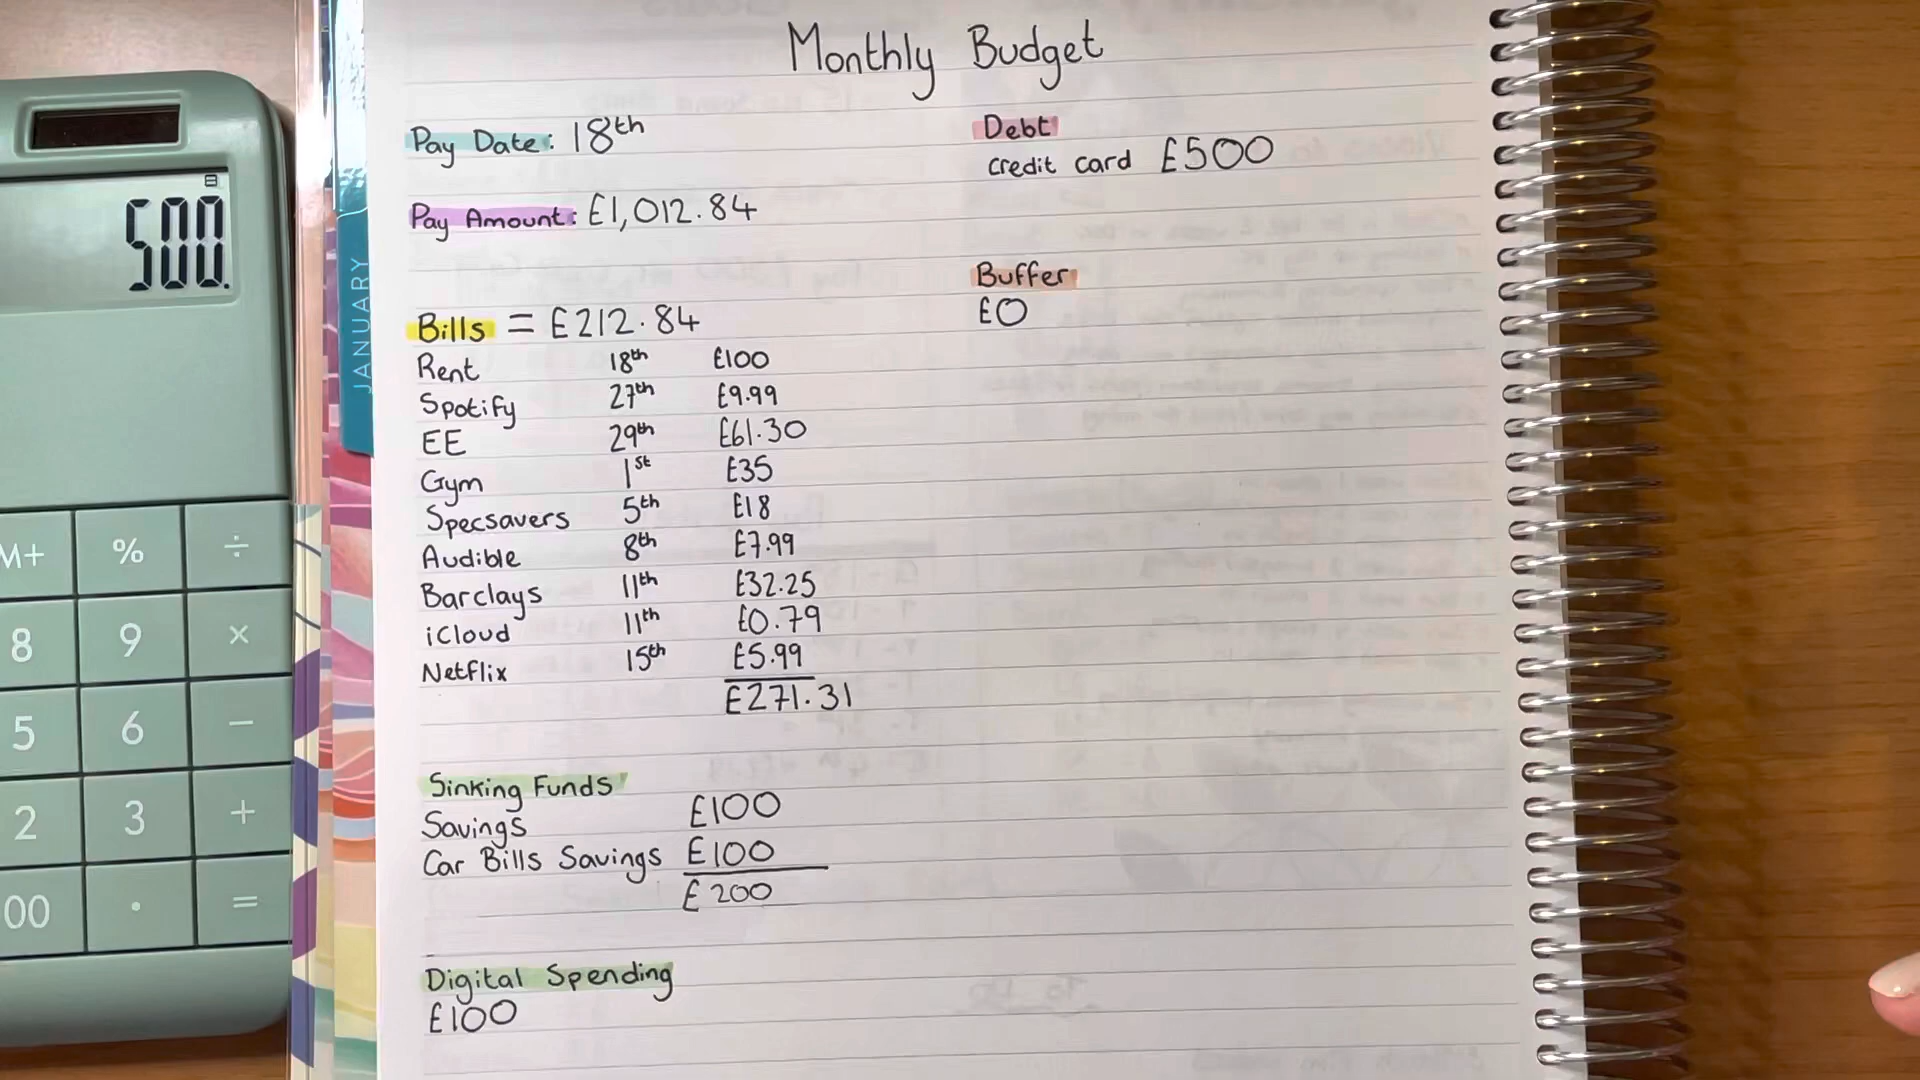 Monthly Budget
Pay Date: 18th
Pay Amount: £1,012.84
Bills = £212.84
Rent 18th £100
Spotify 27th £9.99
EE 29th £61.30
Gym 1st £35
Specsavers 5th £18
Audible 8th £7.99
Barclays 11th £32.25
iCloud 11th £0.79
Netflix 15th £5.99
£271.31
Sinking Funds
Savings £100
Car Bills Savings £100
£200
Digital Spending
£100
Debt
credit card £500
Buffer
£0
JANUARY
500.
M+ % ÷
8 9 ×
5 6 −
2 3 +
00 . =